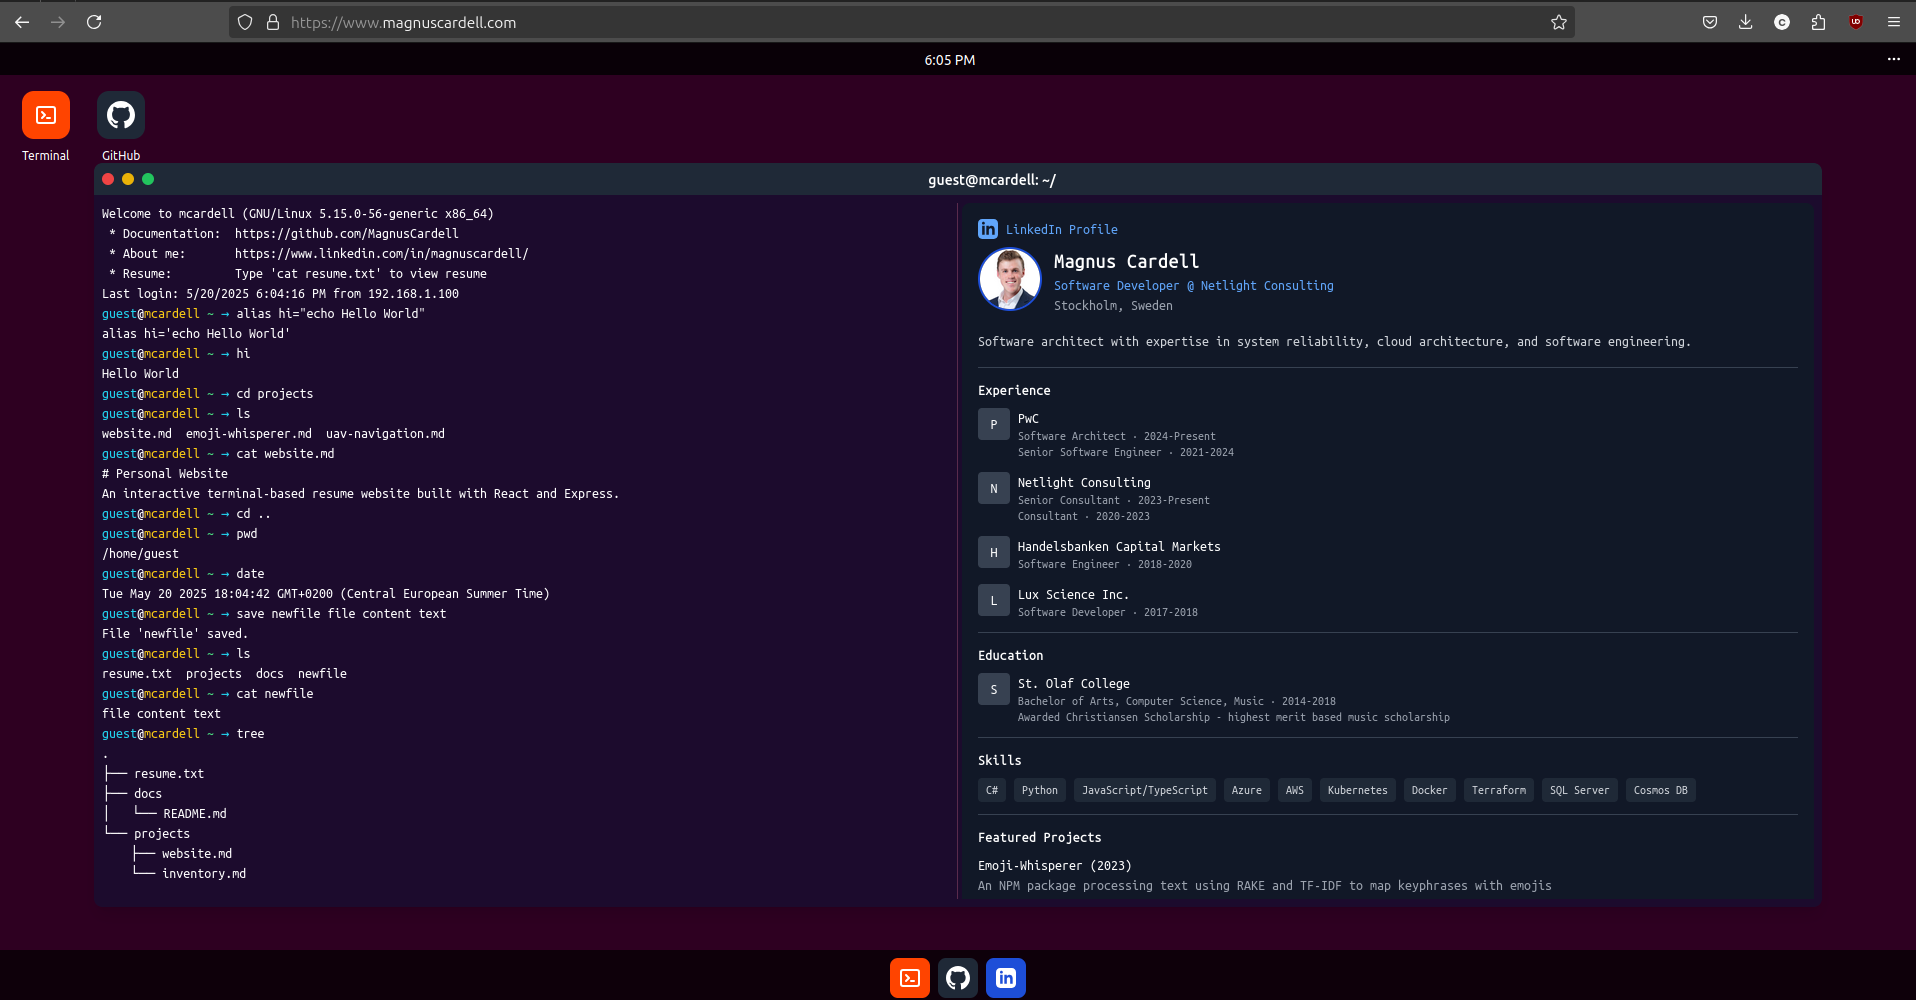 https://www.magnuscardell.com
6:05 PM
Terminal
GitHub
guest@mcardell: ~/
Welcome to mcardell (GNU/Linux 5.15.0-56-generic x86_64)
* Documentation: https://github.com/MagnusCardell
* About me: https://www.linkedin.com/in/magnuscardell/
* Resume: Type 'cat resume.txt' to view resume
Last login: 5/20/2025 6:04:16 PM from 192.168.1.100
guest@mcardell ~ → alias hi="echo Hello World"
alias hi='echo Hello World'
guest@mcardell ~ → hi
Hello World
guest@mcardell ~ → cd projects
guest@mcardell ~ → ls
website.md emoji-whisperer.md uav-navigation.md
guest@mcardell ~ → cat website.md
# Personal Website
An interactive terminal-based resume website built with React and Express.
guest@mcardell ~ → cd ..
guest@mcardell ~ → pwd
/home/guest
guest@mcardell ~ → date
Tue May 20 2025 18:04:42 GMT+0200 (Central European Summer Time)
guest@mcardell ~ → save newfile file content text
File 'newfile' saved.
guest@mcardell ~ → ls
resume.txt projects docs newfile
guest@mcardell ~ → cat newfile
file content text
guest@mcardell ~ → tree
.
├── resume.txt
├── docs
│   └── README.md
└── projects
    ├── website.md
    └── inventory.md
in LinkedIn Profile
Magnus Cardell
Software Developer @ Netlight Consulting
Stockholm, Sweden
Software architect with expertise in system reliability, cloud architecture, and software engineering.
Experience
P PwC
Software Architect · 2024-Present
Senior Software Engineer · 2021-2024
N Netlight Consulting
Senior Consultant · 2023-Present
Consultant · 2020-2023
H Handelsbanken Capital Markets
Software Engineer · 2018-2020
L Lux Science Inc.
Software Developer · 2017-2018
Education
S St. Olaf College
Bachelor of Arts, Computer Science, Music · 2014-2018
Awarded Christiansen Scholarship - highest merit based music scholarship
Skills
C# Python JavaScript/TypeScript Azure AWS Kubernetes Docker Terraform SQL Server Cosmos DB
Featured Projects
Emoji-Whisperer (2023)
An NPM package processing text using RAKE and TF-IDF to map keyphrases with emojis
in